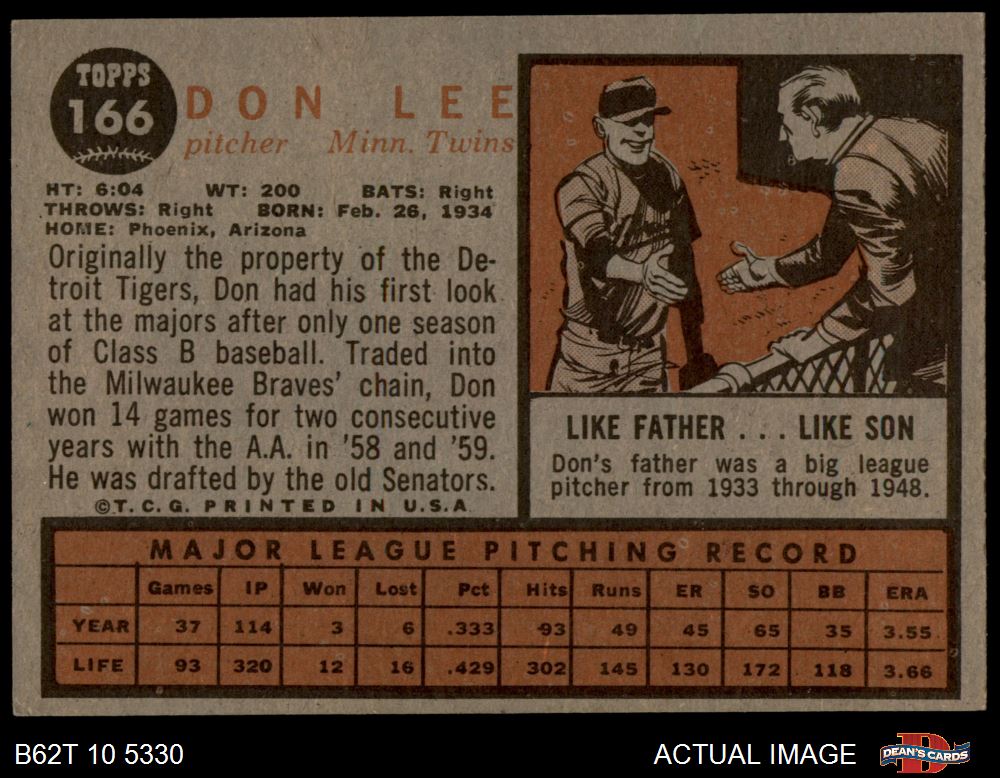 TOPPS
166
DON LEE
pitcher Minn. Twins
HT: 6:04 WT: 200 BATS: Right
THROWS: Right BORN: Feb. 26, 1934
HOME: Phoenix, Arizona
Originally the property of the De-
troit Tigers, Don had his first look
at the majors after only one season
of Class B baseball. Traded into
the Milwaukee Braves' chain, Don
won 14 games for two consecutive
years with the A.A. in '58 and '59.
He was drafted by the old Senators.
©T.C.G. PRINTED IN U.S.A
LIKE FATHER . . . LIKE SON
Don's father was a big league
pitcher from 1933 through 1948.
MAJOR LEAGUE PITCHING RECORD
Games IP Won Lost Pct Hits Runs ER SO BB ERA
YEAR 37 114 3 6 .333 93 49 45 65 35 3.55
LIFE 93 320 12 16 .429 302 145 130 172 118 3.66
B62T 10 5330
ACTUAL IMAGE
DEAN'S CARDS